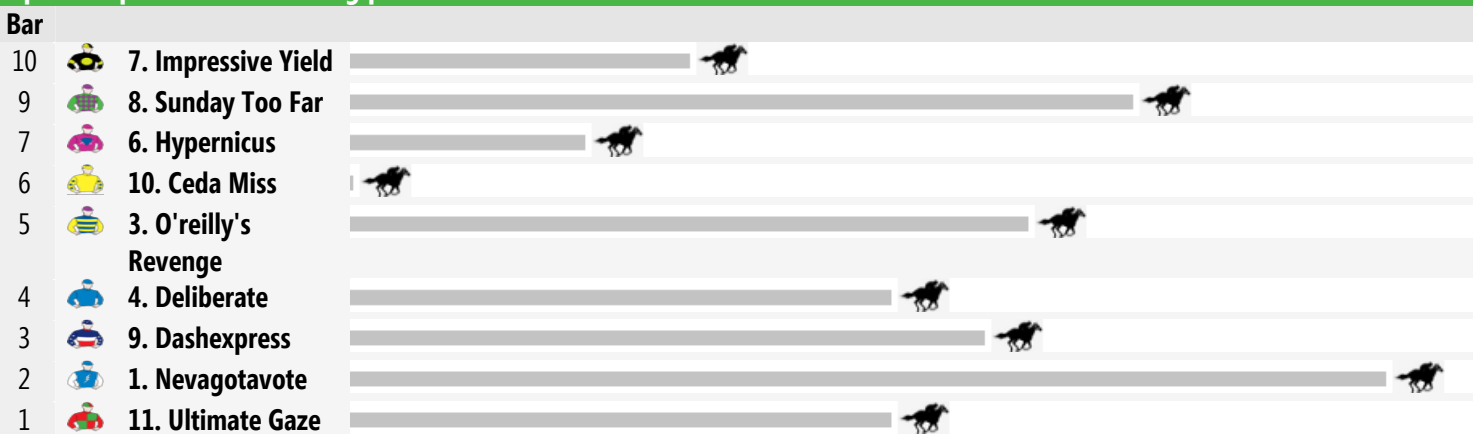 Bar
10 7. Impressive Yield
9 8. Sunday Too Far
7 6. Hypernicus
6 10. Ceda Miss
5 3. O'reilly's
Revenge
4 4. Deliberate
3 9. Dashexpress
2 1. Nevagotavote
1 11. Ultimate Gaze